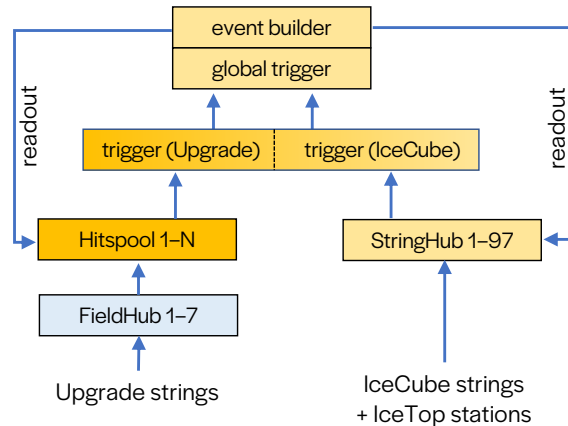 event builder
global trigger
readout
readout
trigger (Upgrade)
trigger (IceCube)
Hitspool 1–N
StringHub 1–97
FieldHub 1–7
Upgrade strings
IceCube strings
+ IceTop stations